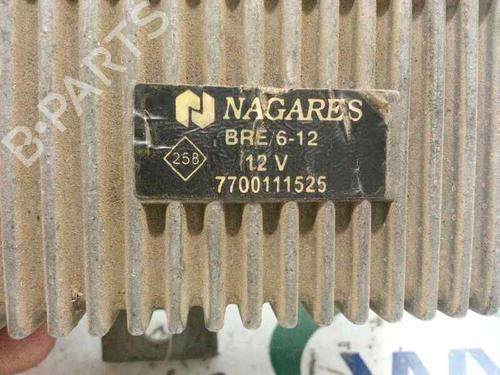 B-PARTS
NAGARES
BRE/6-12
258
12 V
7700111525